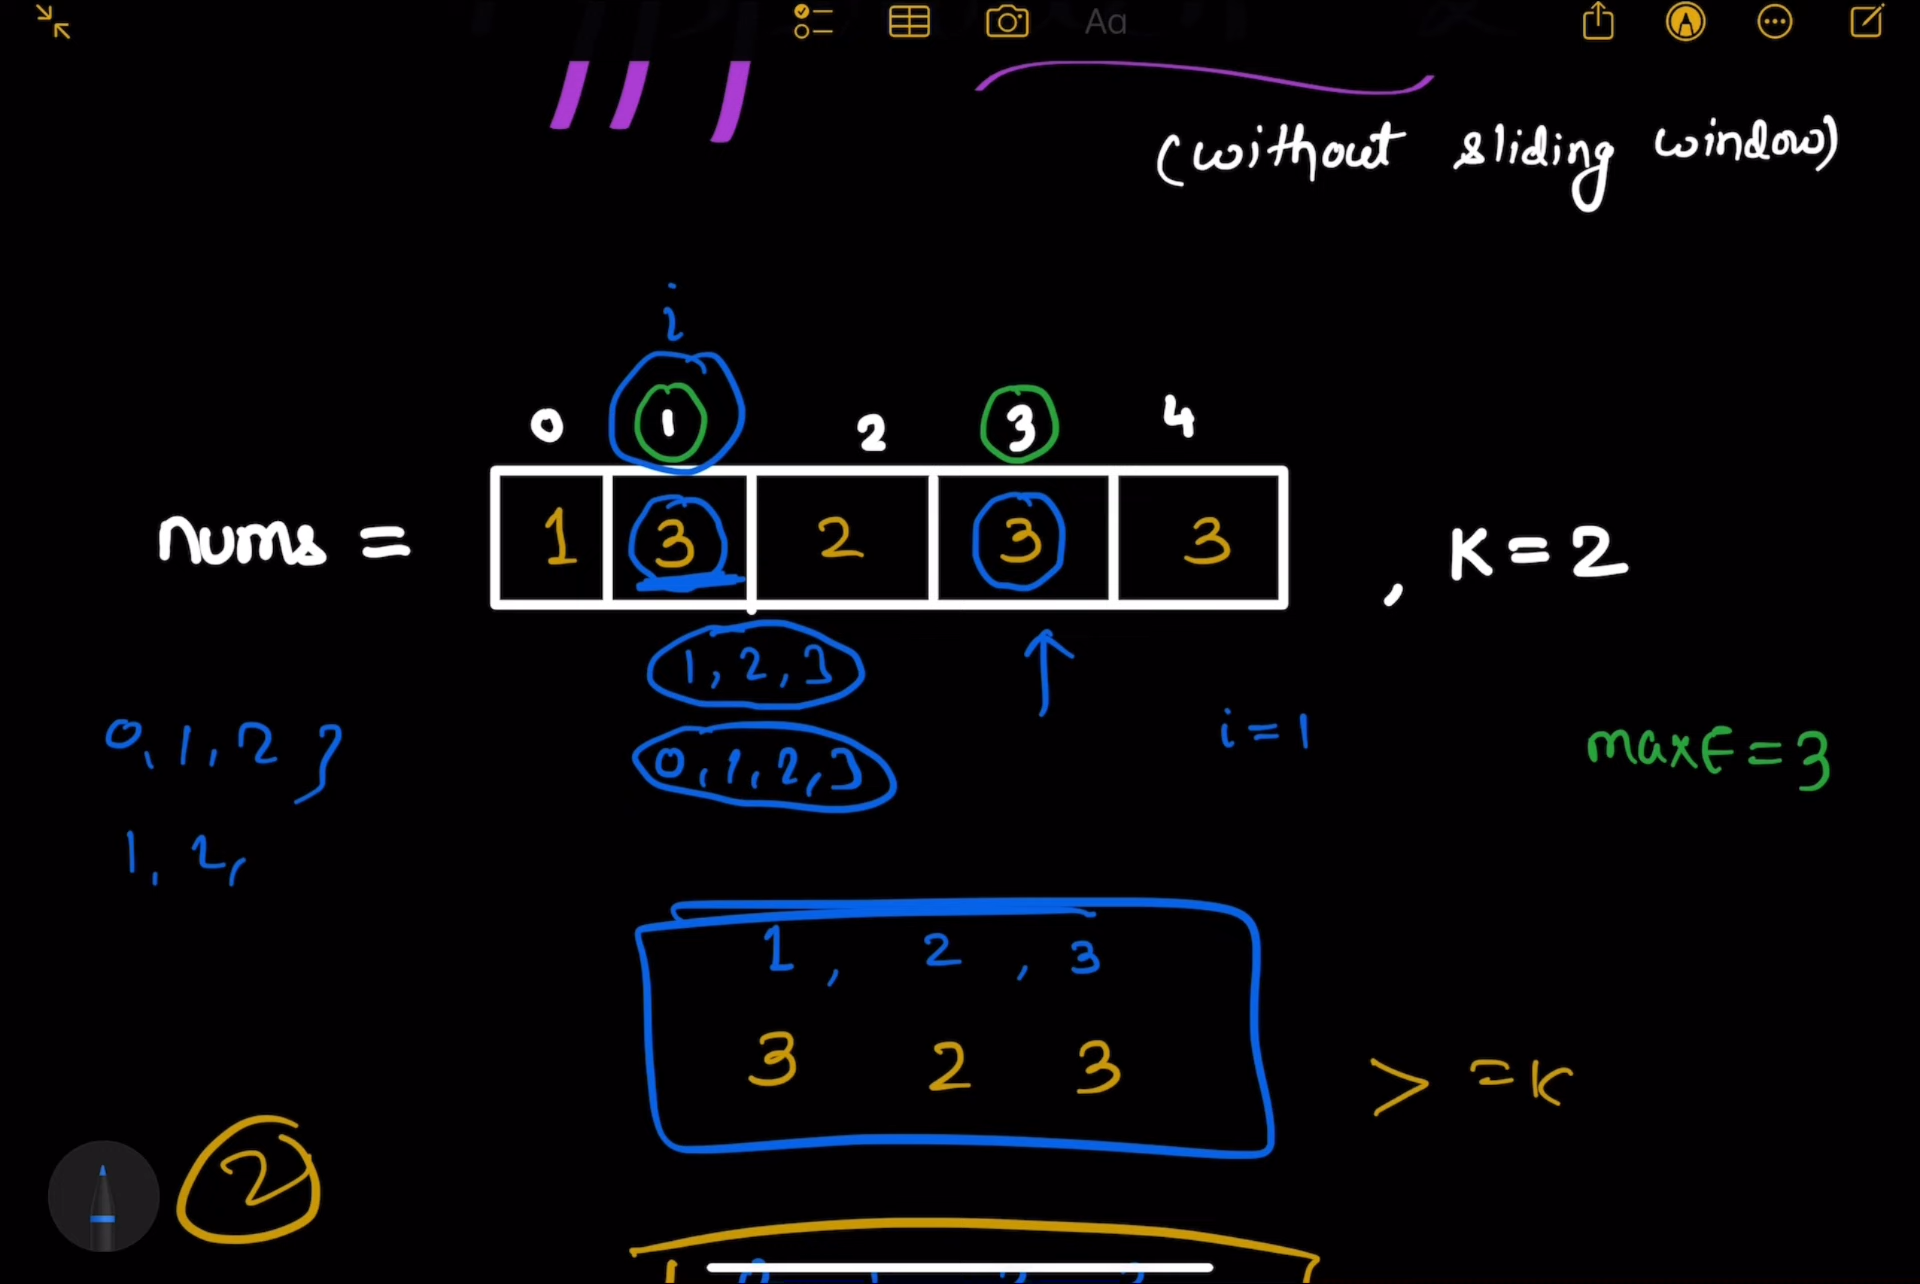 Aa
(without sliding window)
i
0 1 2 3 4
nums = 1 3 2 3 3 , K=2
1, 2, 3
0, 1, 2, 3
i = 1
0, 1, 2 }
maxE = 3
1, 2,
1 , 2 , 3
3 2 3
> = K
2